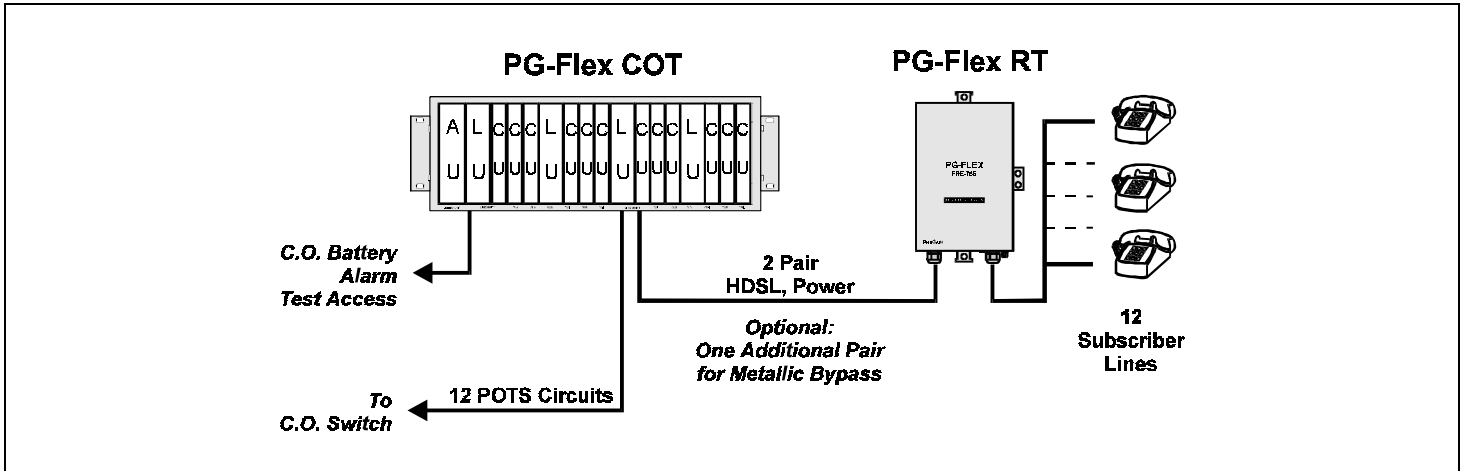 PG-Flex COT
PG-Flex RT
A L C C C L C C C L C C C L C C C
U U U U U U U U U U U U U U U U U
PG-FLEX
C.O. Battery
Alarm
Test Access
2 Pair
HDSL, Power
Optional:
One Additional Pair
for Metallic Bypass
12
Subscriber
Lines
12 POTS Circuits
To
C.O. Switch